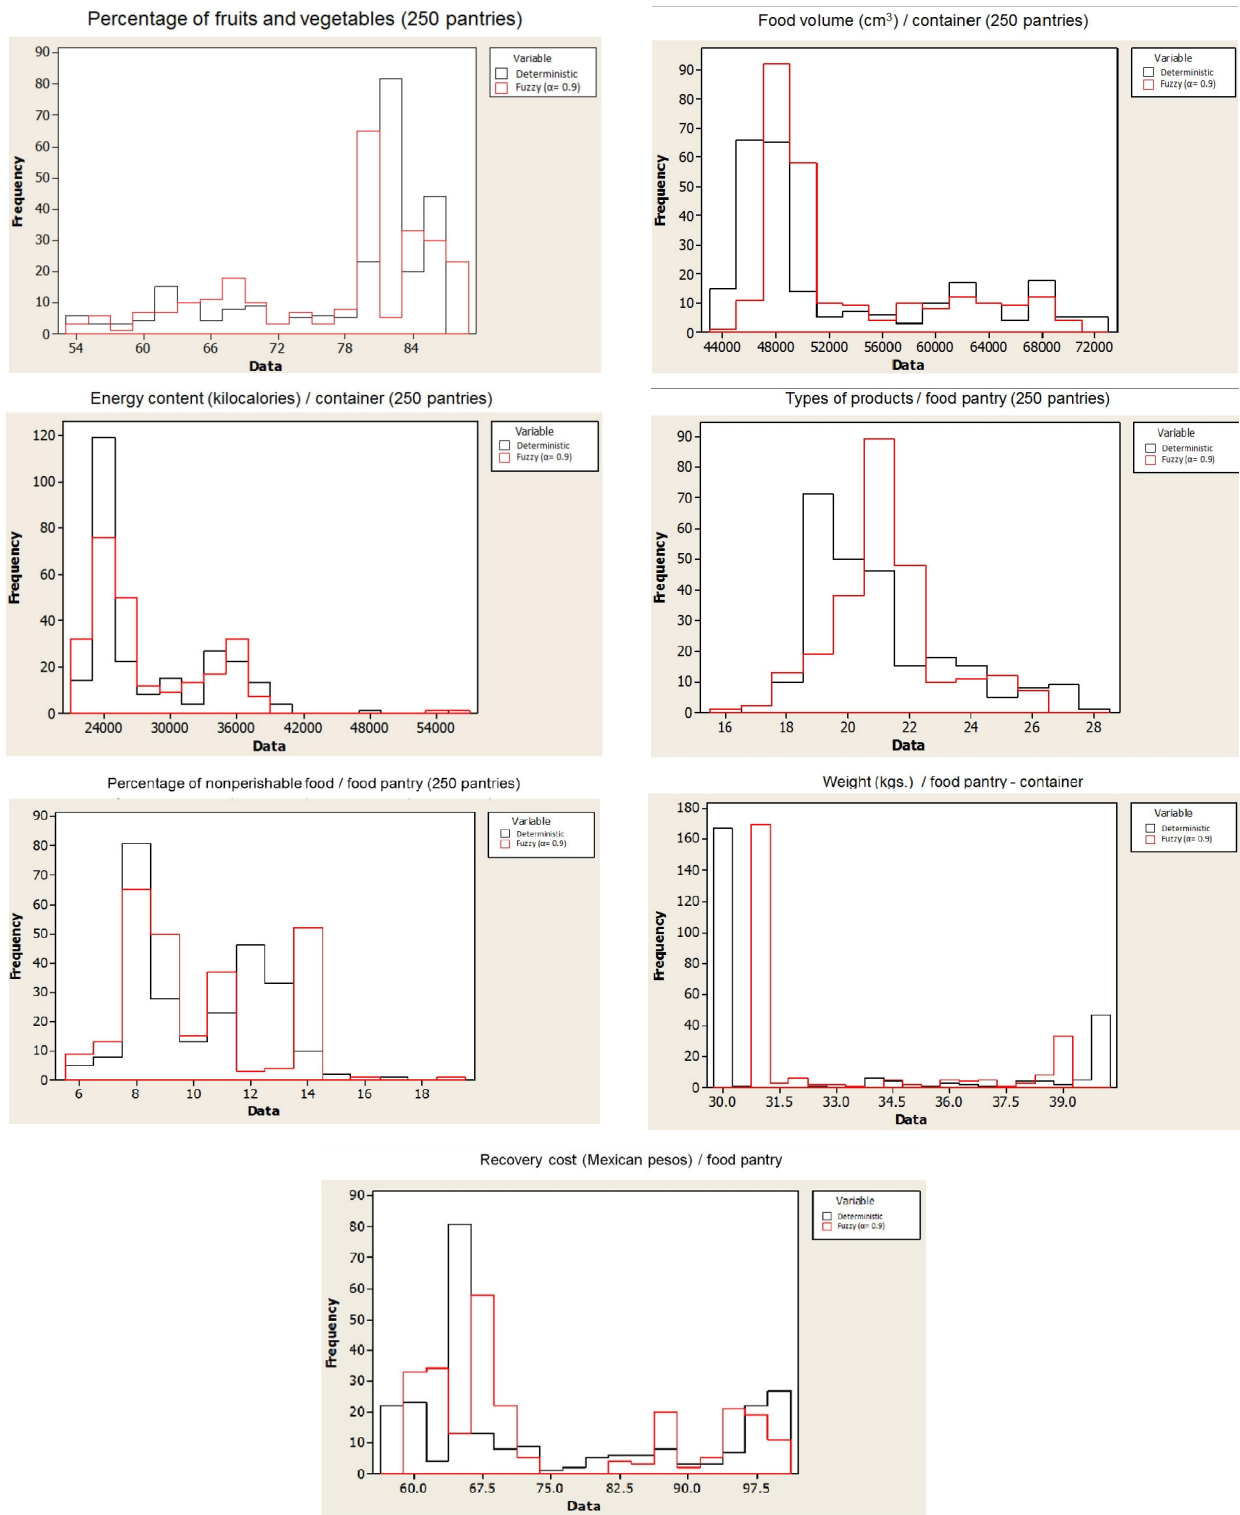 Percentage of fruits and vegetables (250 pantries)
Variable
Deterministic
Fuzzy (α= 0.9)
Frequency
90
80
70
60
50
40
30
20
10
0
54 60 66 72 78 84
Data
Food volume (cm³) / container (250 pantries)
Variable
Deterministic
Fuzzy (α= 0.9)
Frequency
90
80
70
60
50
40
30
20
10
0
44000 48000 52000 56000 60000 64000 68000 72000
Data
Energy content (kilocalories) / container (250 pantries)
Variable
Deterministic
Fuzzy (α= 0.9)
Frequency
120
100
80
60
40
20
0
24000 30000 36000 42000 48000 54000
Data
Types of products / food pantry (250 pantries)
Variable
Deterministic
Fuzzy (α= 0.9)
Frequency
90
80
70
60
50
40
30
20
10
0
16 18 20 22 24 26 28
Data
Percentage of nonperishable food / food pantry (250 pantries)
Variable
Deterministic
Fuzzy (α= 0.9)
Frequency
90
80
70
60
50
40
30
20
10
0
6 8 10 12 14 16 18
Data
Weight (kgs.) / food pantry - container
Variable
Deterministic
Fuzzy (α= 0.9)
Frequency
180
160
140
120
100
80
60
40
20
0
30.0 31.5 33.0 34.5 36.0 37.5 39.0
Data
Recovery cost (Mexican pesos) / food pantry
Variable
Deterministic
Fuzzy (α= 0.9)
Frequency
90
80
70
60
50
40
30
20
10
0
60.0 67.5 75.0 82.5 90.0 97.5
Data